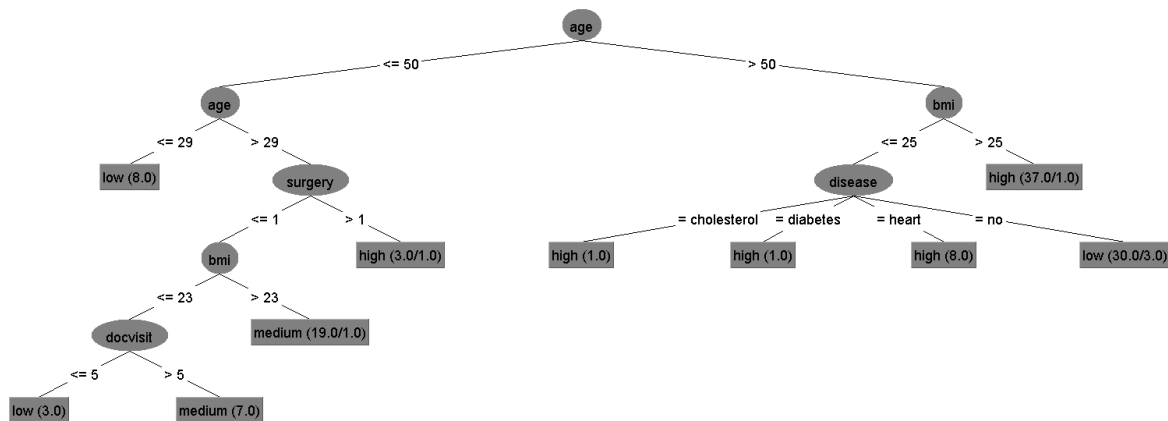 age
<= 50
> 50
age
bmi
<= 29
> 29
<= 25
> 25
low (8.0)
surgery
disease
high (37.0/1.0)
<= 1
> 1
= cholesterol
= diabetes
= heart
= no
bmi
high (3.0/1.0)
high (1.0)
high (1.0)
high (8.0)
low (30.0/3.0)
<= 23
> 23
docvisit
medium (19.0/1.0)
<= 5
> 5
low (3.0)
medium (7.0)